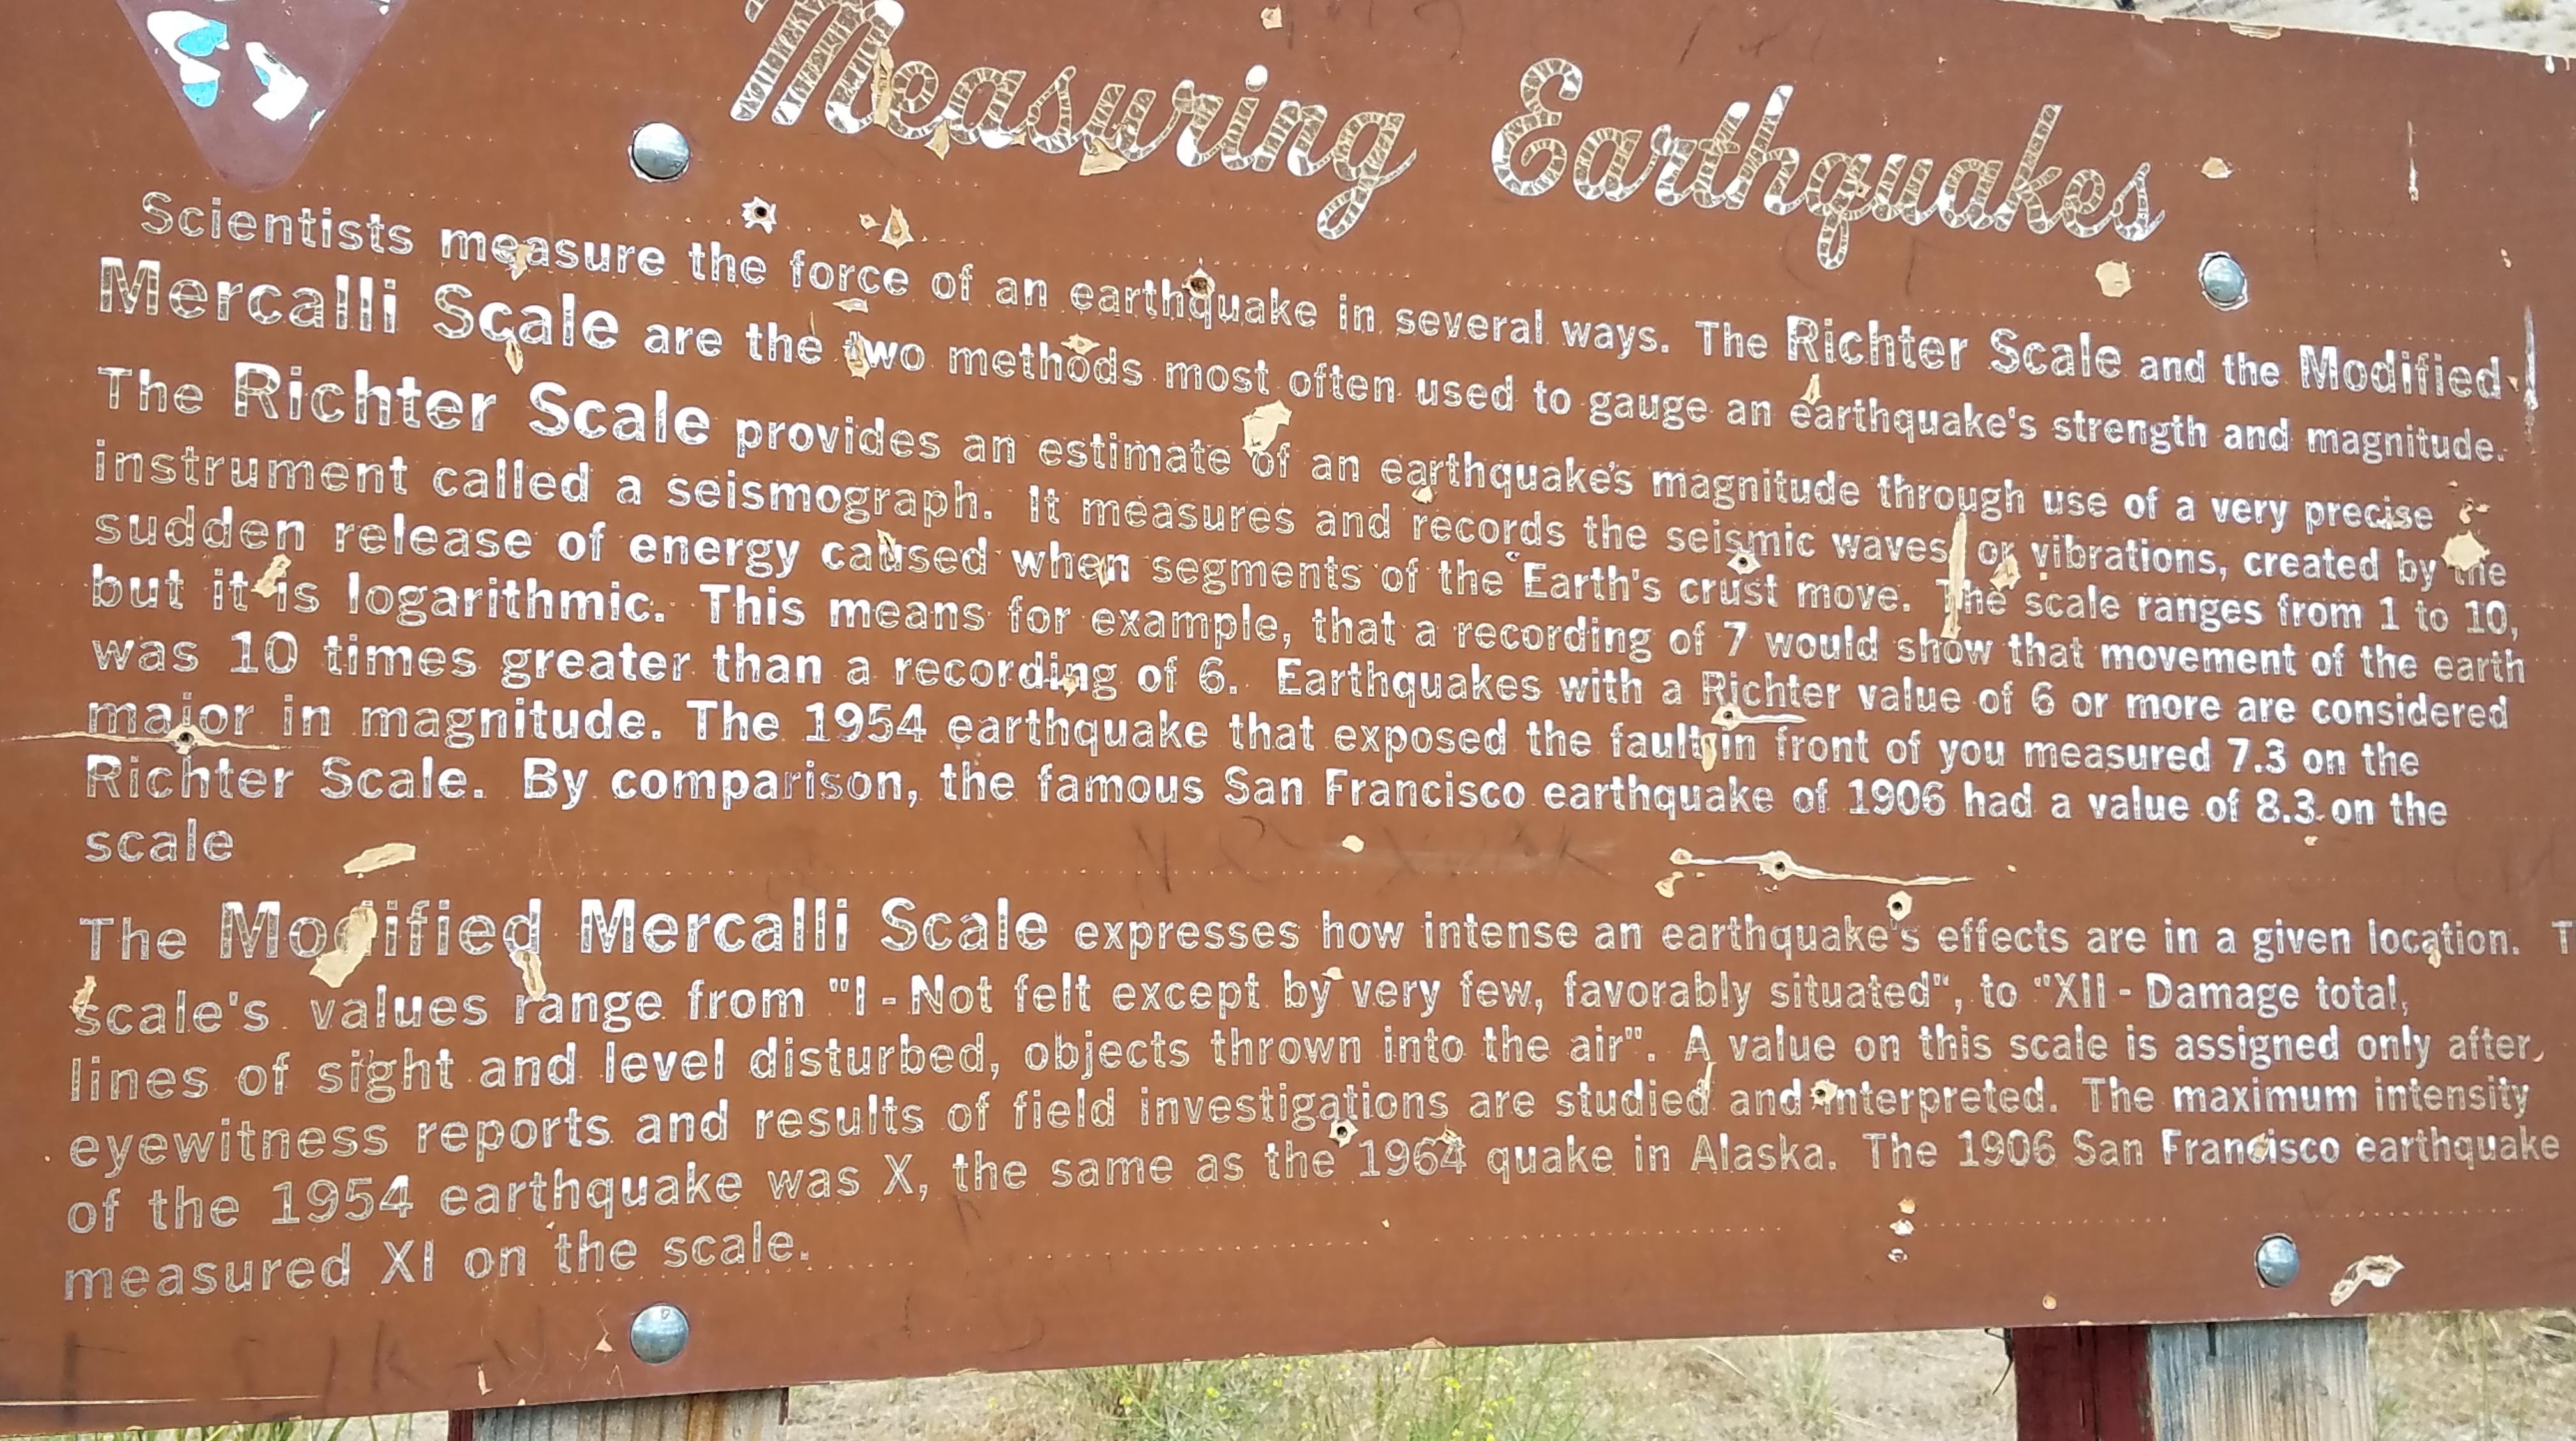 Measuring Earthquakes
Scientists measure the force of an earthquake in several ways. The Richter Scale and the Modified
Mercalli Scale are the two methods most often used to gauge an earthquake's strength and magnitude.
The Richter Scale provides an estimate of an earthquake's magnitude through use of a very precise
instrument called a seismograph. It measures and records the seismic waves, or vibrations, created by the
sudden release of energy caused when segments of the Earth's crust move. The scale ranges from 1 to 10,
but it is logarithmic. This means for example, that a recording of 7 would show that movement of the earth
was 10 times greater than a recording of 6. Earthquakes with a Richter value of 6 or more are considered
major in magnitude. The 1954 earthquake that exposed the fault in front of you measured 7.3 on the
Richter Scale. By comparison, the famous San Francisco earthquake of 1906 had a value of 8.3 on the
scale
The Modified Mercalli Scale expresses how intense an earthquake's effects are in a given location. T
scale's values range from "I - Not felt except by very few, favorably situated", to "XII - Damage total,
lines of sight and level disturbed, objects thrown into the air". A value on this scale is assigned only after
eyewitness reports and results of field investigations are studied and interpreted. The maximum intensity
of the 1954 earthquake was X, the same as the 1964 quake in Alaska. The 1906 San Francisco earthquake
measured XI on the scale.